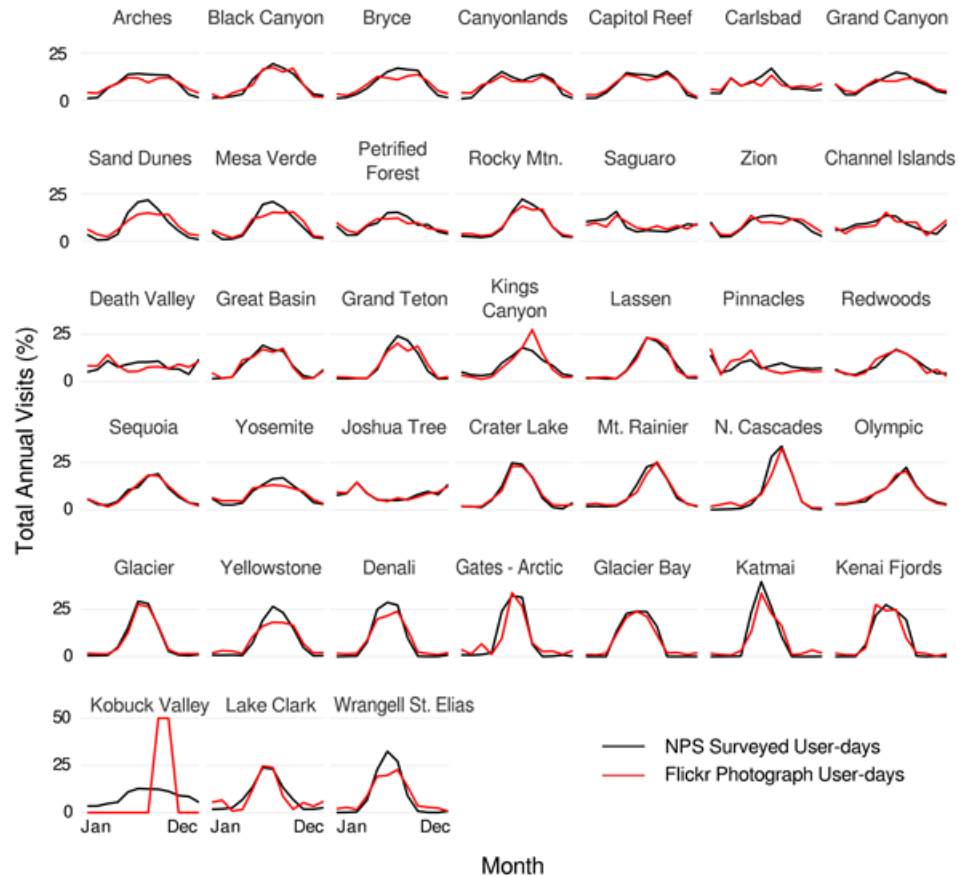 Arches Black Canyon Bryce Canyonlands Capitol Reef Carlsbad Grand Canyon
25
0
Sand Dunes Mesa Verde Petrified Forest Rocky Mtn. Saguaro Zion Channel Islands
25
0
Death Valley Great Basin Grand Teton Kings Canyon Lassen Pinnacles Redwoods
25
0
Total Annual Visits (%)
Sequoia Yosemite Joshua Tree Crater Lake Mt. Rainier N. Cascades Olympic
25
0
Glacier Yellowstone Denali Gates - Arctic Glacier Bay Katmai Kenai Fjords
25
0
Kobuck Valley Lake Clark Wrangell St. Elias
50
25
0
Jan Dec Jan Dec Jan Dec
NPS Surveyed User-days
Flickr Photograph User-days
Month